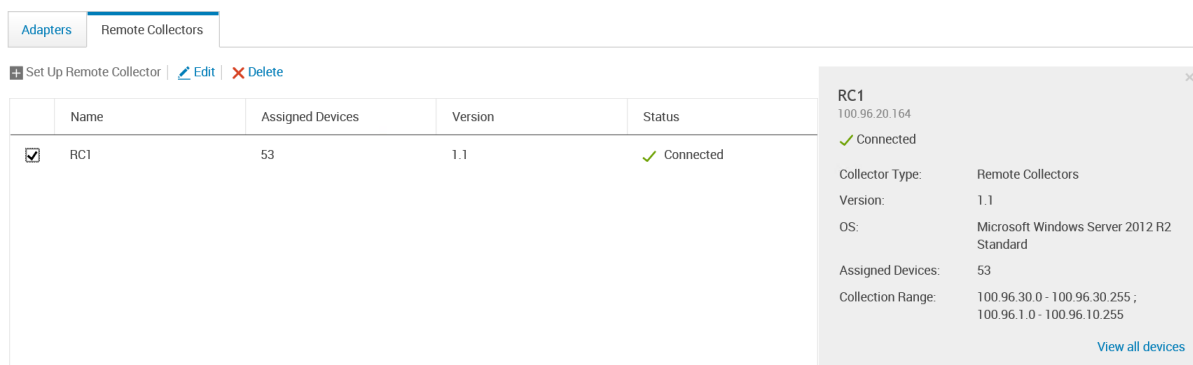 Adapters Remote Collectors
Set Up Remote Collector Edit Delete
Name Assigned Devices Version Status
RC1 53 1.1 Connected
RC1
100.96.20.164
Connected
Collector Type: Remote Collectors
Version: 1.1
OS: Microsoft Windows Server 2012 R2
Standard
Assigned Devices: 53
Collection Range: 100.96.30.0 - 100.96.30.255 ;
100.96.1.0 - 100.96.10.255
View all devices